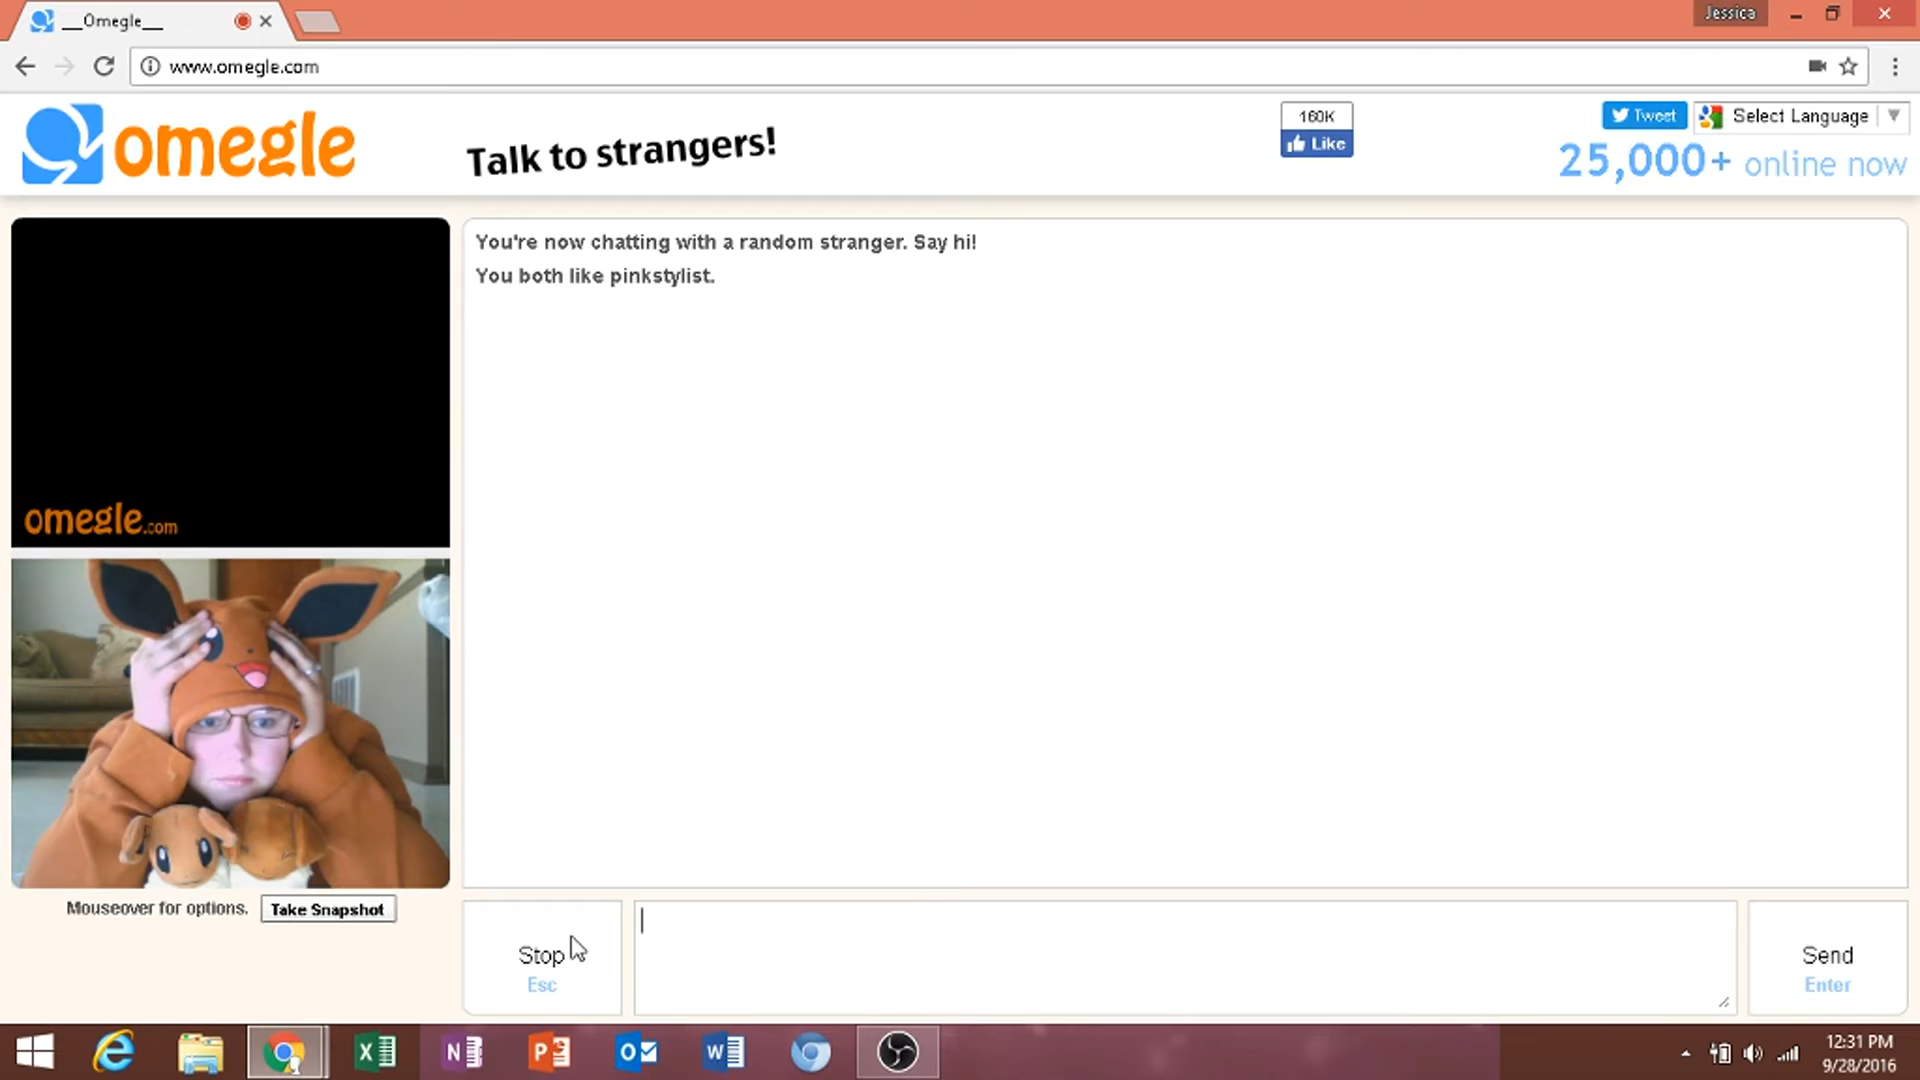 __Omegle__
Jessica
www.omegle.com
omegle
Talk to strangers!
160K
Like
Tweet
Select Language
25,000+ online now
You're now chatting with a random stranger. Say hi!
You both like pinkstylist.
omegle.com
Mouseover for options.
Take Snapshot
Stop
Esc
Send
Enter
12:31 PM
9/28/2016